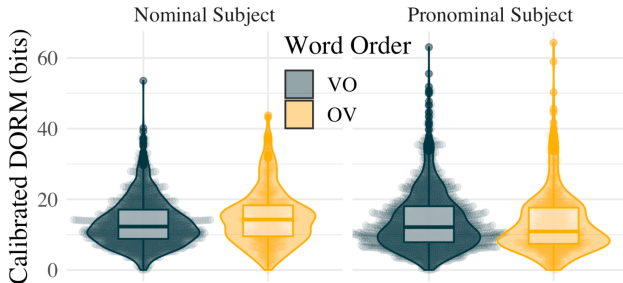 Nominal Subject
Pronominal Subject
Calibrated DORM (bits)
60
40
20
0
Word Order
VO
OV